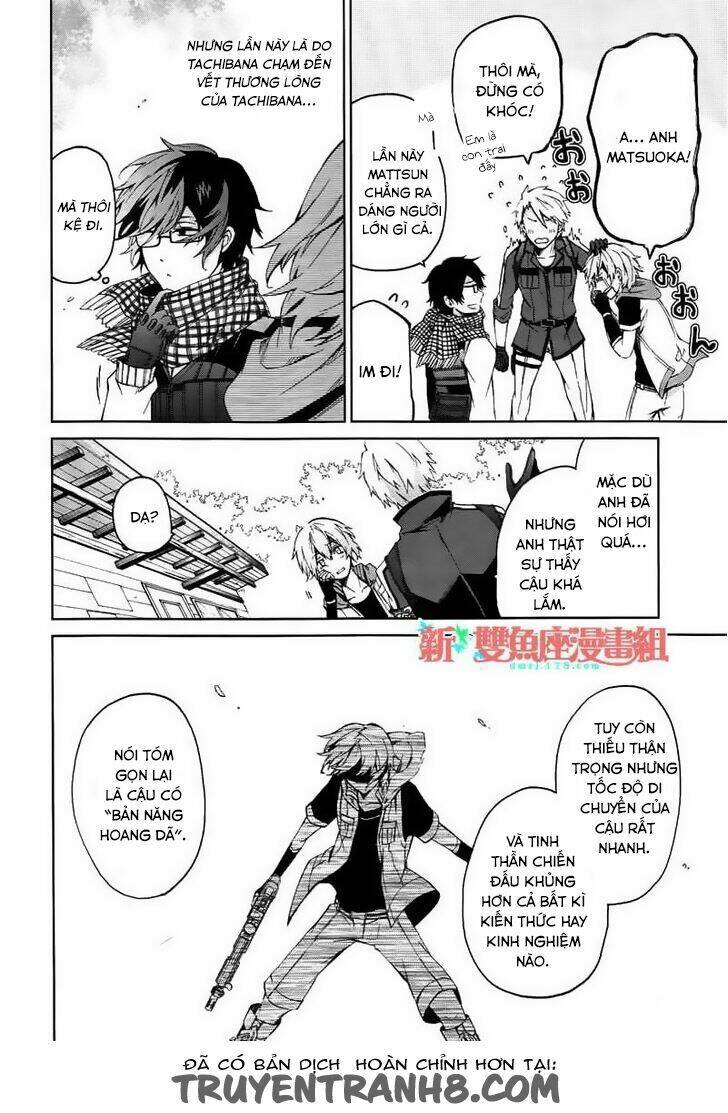 A... ANH
MATSUOKA!
THÔI MÀ,
ĐỪNG CÓ
KHÓC!
Em là
con trai
đấy
おおおん
Mà
LẦN NÀY
MATTSUN
CHẲNG RA
DÁNG NGƯỜI
LỚN GÌ CẢ.
IM ĐI!
NHƯNG LẦN NÀY LÀ DO
TACHIBANA CHẠM ĐẾN
VẾT THƯƠNG LÒNG
CỦA TACHIBANA...
MÀ THÔI
KỆ ĐI.
MẶC DÙ
ANH ĐÃ
NÓI HƠI
QUÁ...
NHƯNG
ANH THẬT
SỰ THẤY
CẬU KHÁ
LẮM.
DẠ?
新雙魚座漫畫組
TUY CÒN
THIẾU THẬN
TRỌNG NHƯNG
TỐC ĐỘ DI
CHUYỂN CỦA
CẬU RẤT
NHANH.
VÀ TINH
THẦN CHIẾN
ĐẤU KHỦNG
HƠN CẢ BẤT KÌ
KIẾN THỨC HAY
KINH NGHIỆM
NÀO.
NÓI TÓM
GỌN LẠI
LÀ CẬU CÓ
“BẢN NĂNG
HOANG DÃ”.
ĐÃ CÓ BẢN DỊCH HOÀN CHỈNH HƠN TẠI:
TRUYENTRANH8.COM